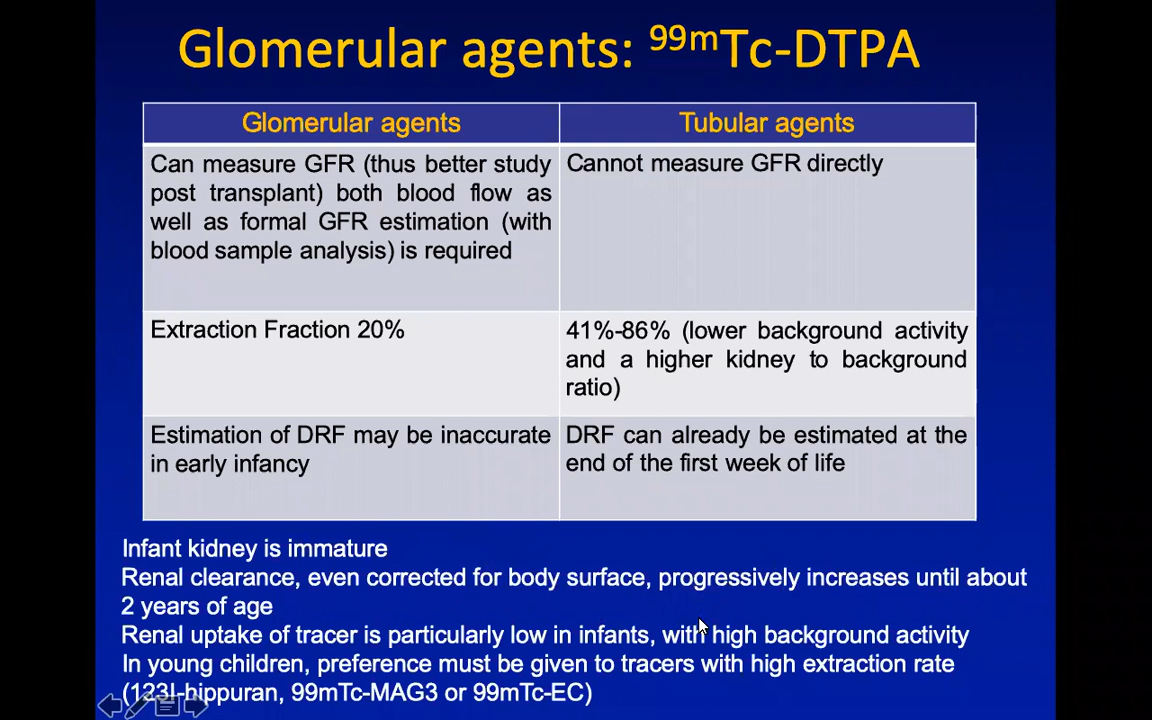 Glomerular agents: 99mTc-DTPA
Glomerular agents
Tubular agents
Can measure GFR (thus better study
post transplant) both blood flow as
well as formal GFR estimation (with
blood sample analysis) is required
Cannot measure GFR directly
Extraction Fraction 20%
41%-86% (lower background activity
and a higher kidney to background
ratio)
Estimation of DRF may be inaccurate
in early infancy
DRF can already be estimated at the
end of the first week of life
Infant kidney is immature
Renal clearance, even corrected for body surface, progressively increases until about
2 years of age
Renal uptake of tracer is particularly low in infants, with high background activity
In young children, preference must be given to tracers with high extraction rate
(123I-hippuran, 99mTc-MAG3 or 99mTc-EC)